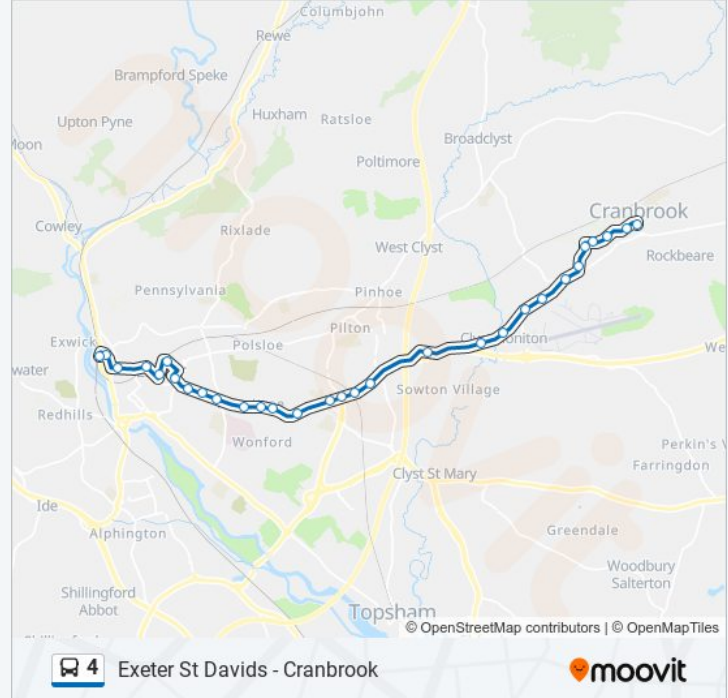 Columbjohn
Rewe
Brampford Speke
Huxham
Ratsloe
Upton Pyne
Broadclyst
Poltimore
Cranbrook
Cowley
Rixlade
West Clyst
Rockbeare
Pennsylvania
Pinhoe
Pilton
Exwick
Polsloe
Sowton Village
Redhills
Wonford
Perkin's V
Farringdon
Clyst St Mary
Ide
Alphington
Greendale
Woodbury
Salterton
Shillingford
Abbot
Topsham
© OpenStreetMap contributors | © OpenMapTiles
4 Exeter St Davids - Cranbrook
moovit